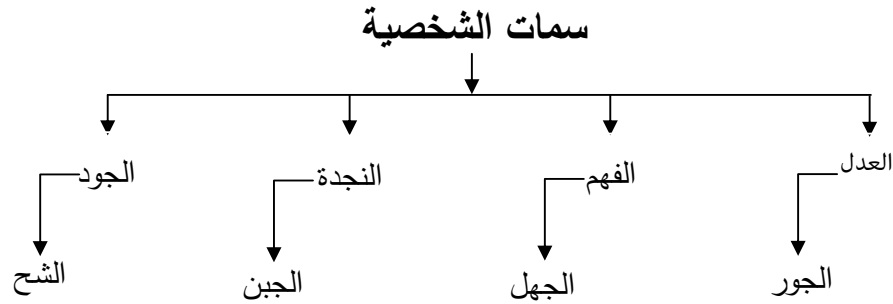 سمات الشخصية
العدل الفهم النجدة الجود
الجور الجهل الجبن الشح